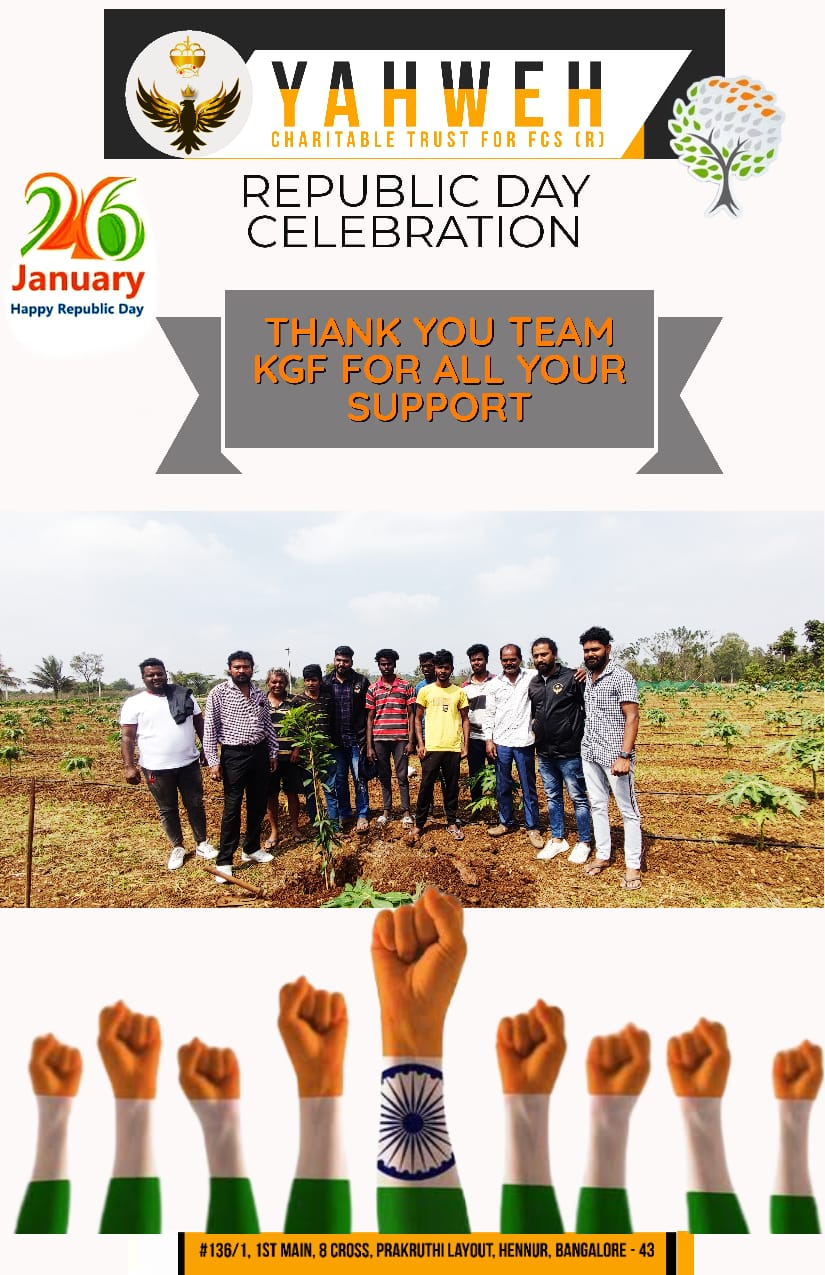 YAHWEH
CHARITABLE TRUST FOR FCS (R)
REPUBLIC DAY
CELEBRATION
26
January
Happy Republic Day
THANK YOU TEAM
KGF FOR ALL YOUR
SUPPORT
#136/1, 1ST MAIN, 8 CROSS, PRAKRUTHI LAYOUT, HENNUR, BANGALORE - 43